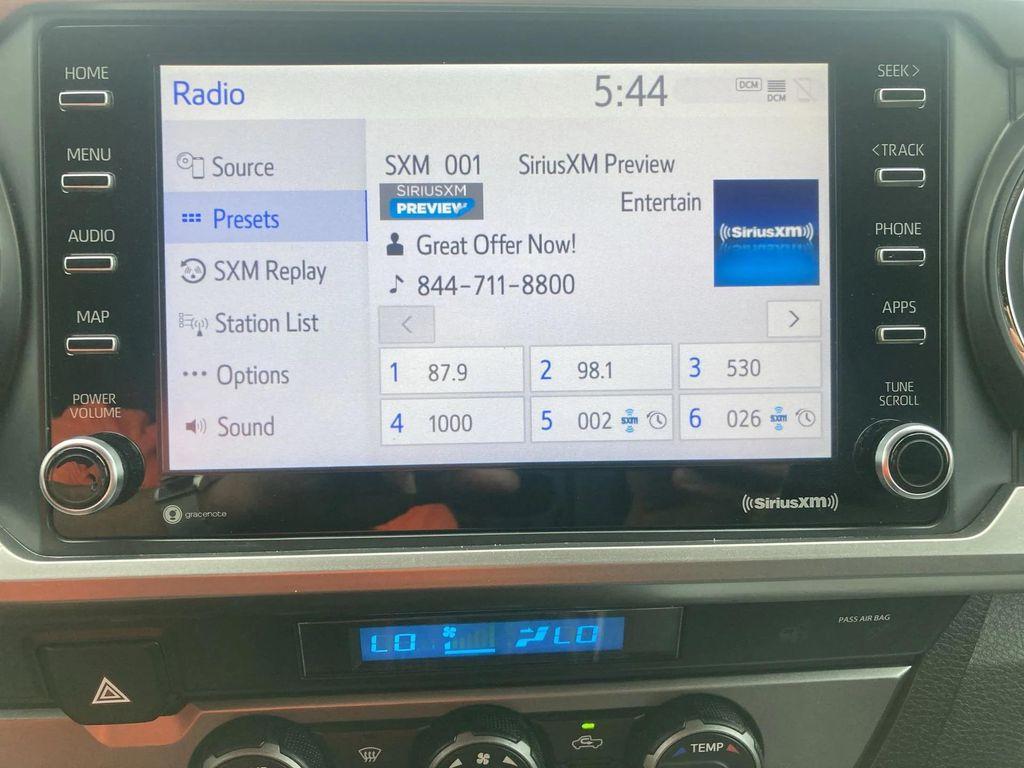 HOME
MENU
AUDIO
MAP
POWER
VOLUME
Radio
5:44
DCM
DCM
Source
Presets
SXM Replay
Station List
Options
Sound
SXM 001 SiriusXM Preview
SIRIUSXM
PREVIEW
Entertain
Great Offer Now!
844-711-8800
((SiriusXM))
< >
1 87.9
2 98.1
3 530
4 1000
5 002 SXM
6 026 SXM
SEEK >
< TRACK
PHONE
APPS
TUNE
SCROLL
gracenote
((SiriusXM))
LO LO
PASS AIR BAG
TEMP